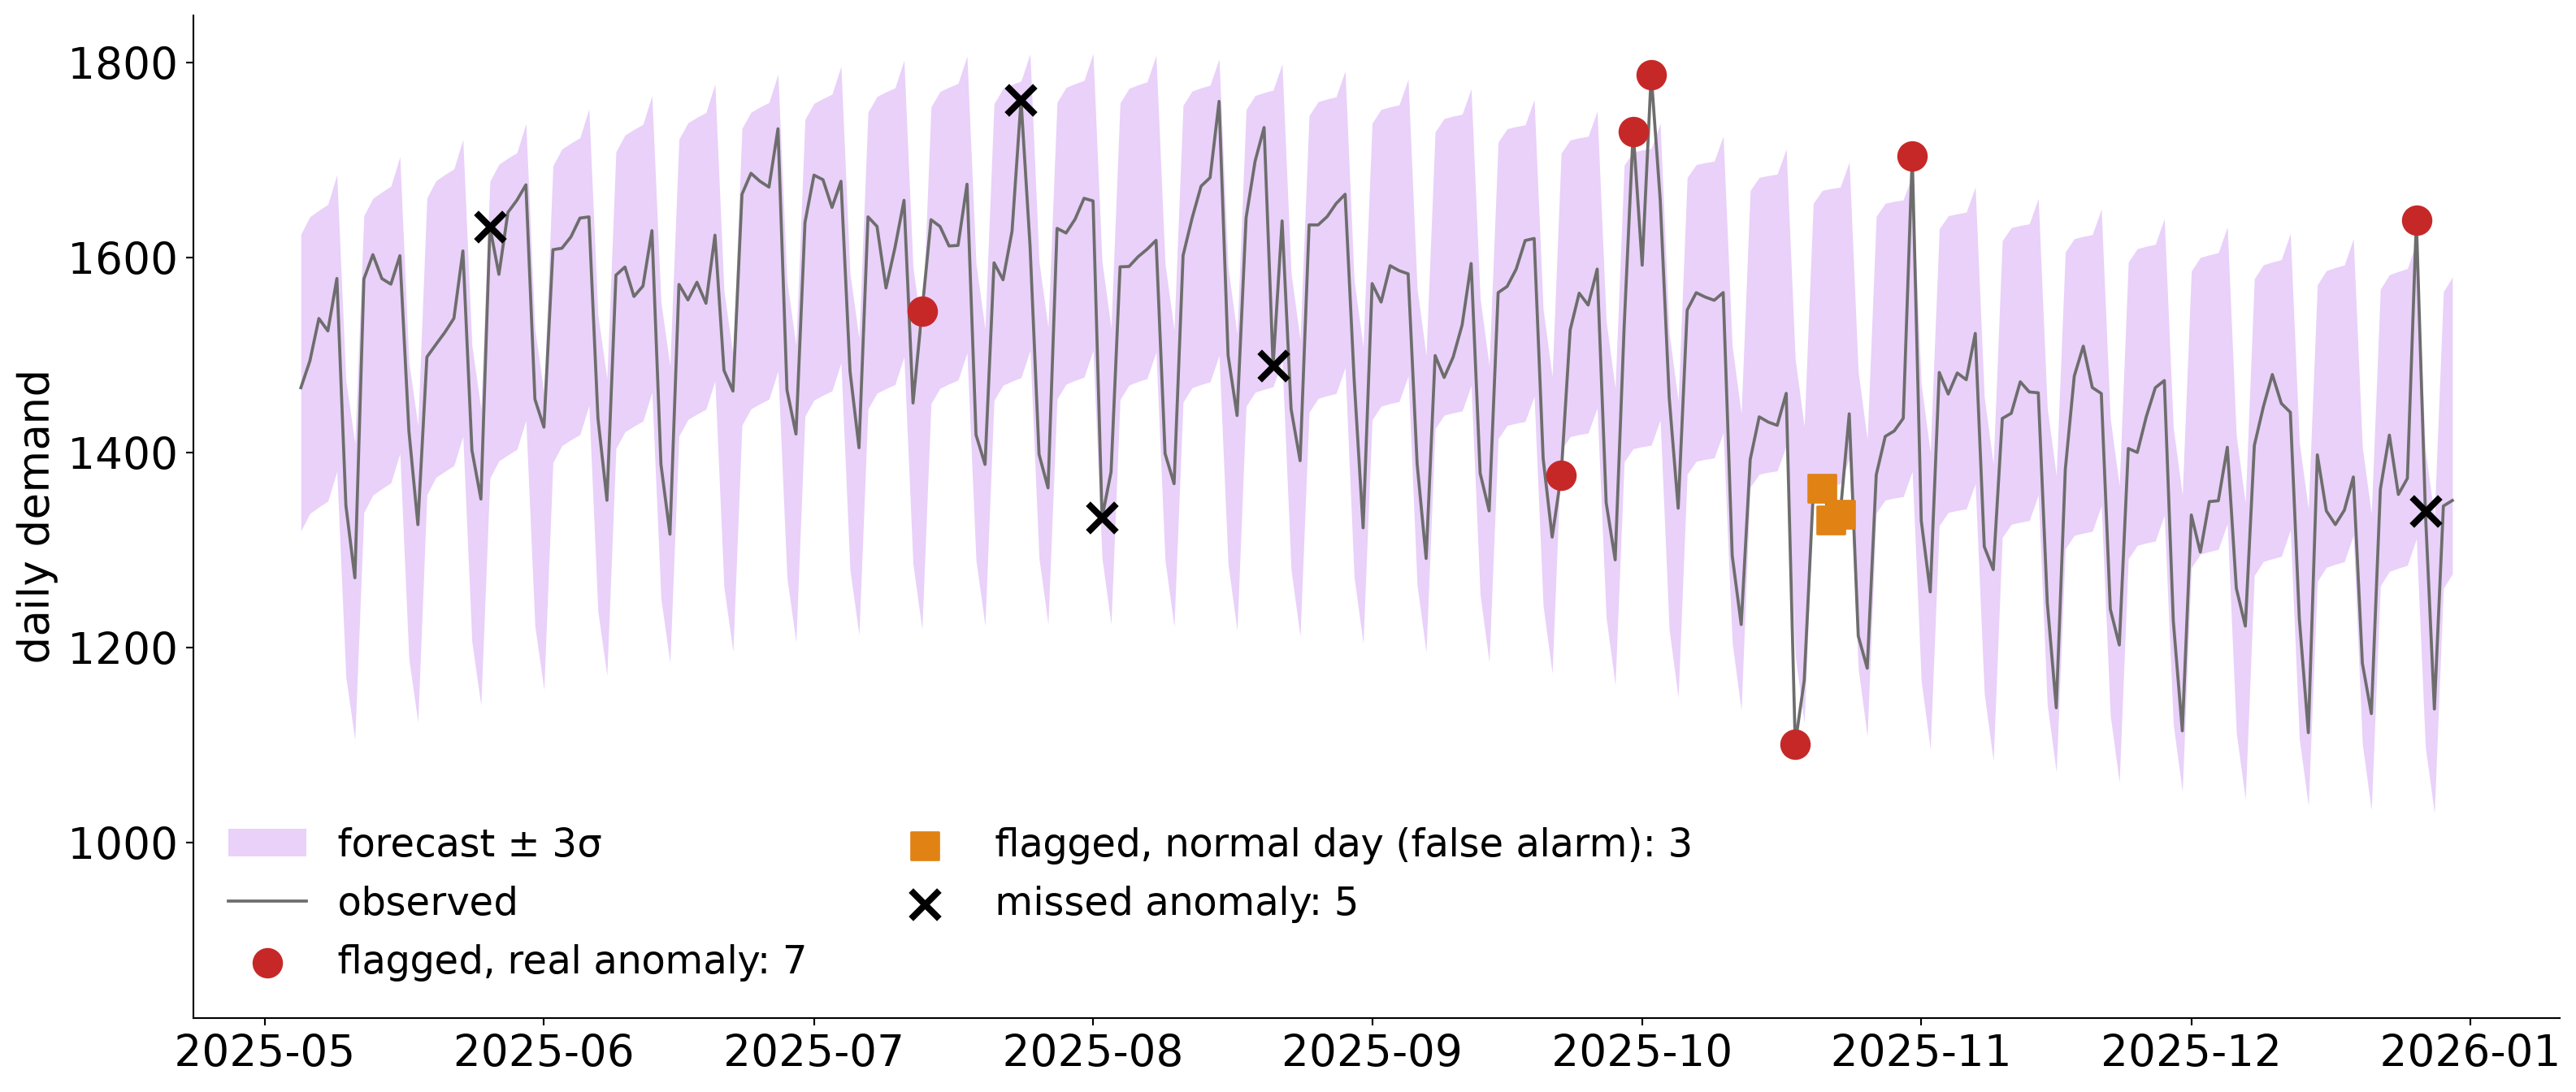 1800
1600
1400
1200
1000
daily demand
forecast ± 3σ
observed
flagged, real anomaly: 7
flagged, normal day (false alarm): 3
missed anomaly: 5
2025-05
2025-06
2025-07
2025-08
2025-09
2025-10
2025-11
2025-12
2026-01